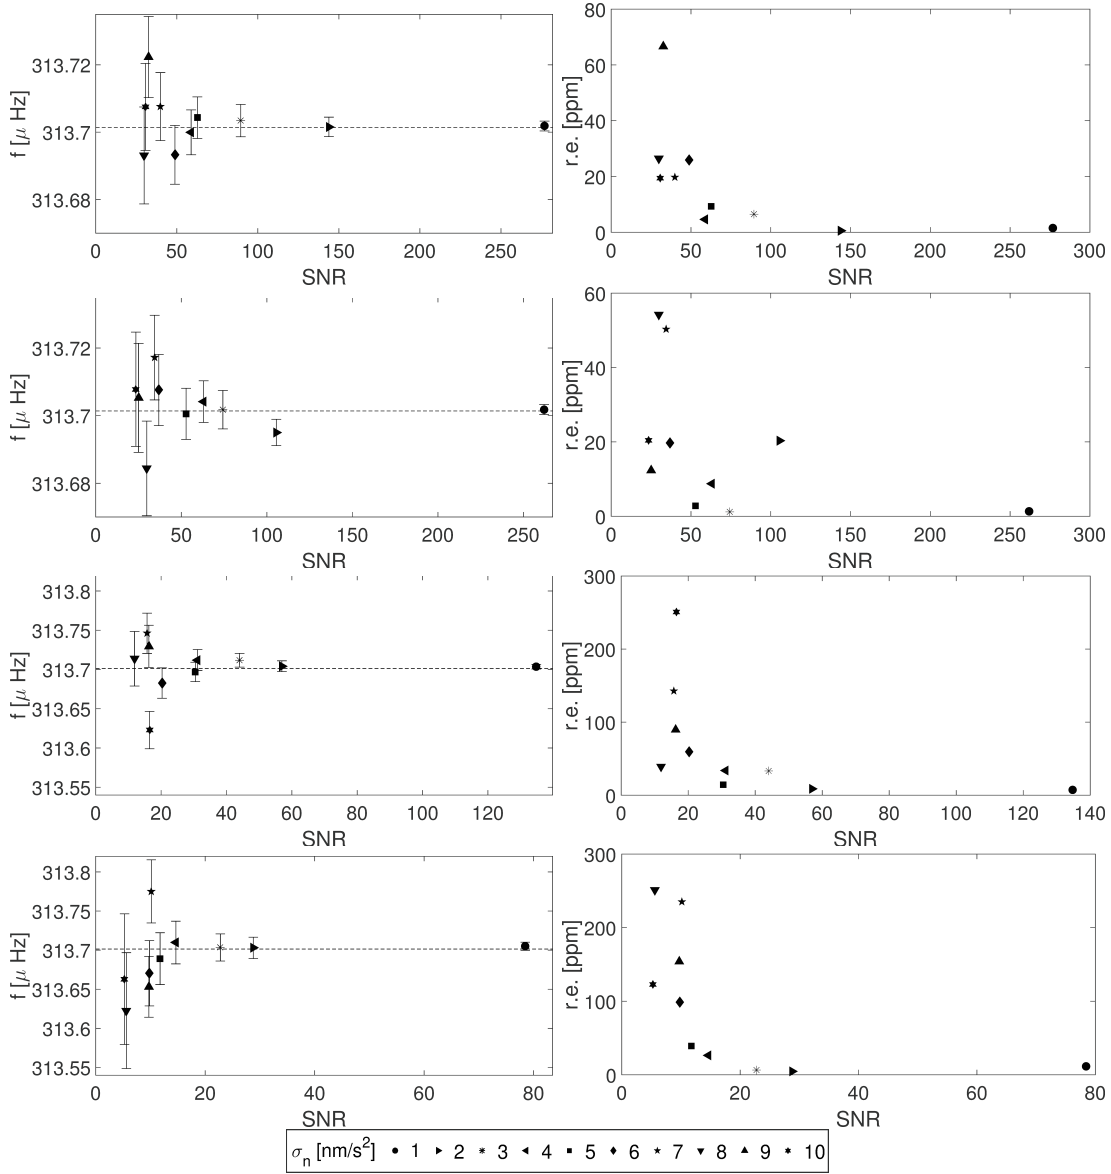 313.72
313.7
313.68
f [μ Hz]
0 50 100 150 200 250
SNR
80
60
40
20
0
r.e. [ppm]
0 50 100 150 200 250 300
SNR
313.72
313.7
313.68
f [μ Hz]
0 50 100 150 200 250
SNR
60
40
20
0
r.e. [ppm]
0 50 100 150 200 250 300
SNR
313.8
313.75
313.7
313.65
313.6
313.55
f [μ Hz]
0 20 40 60 80 100 120
SNR
300
200
100
0
r.e. [ppm]
0 20 40 60 80 100 120 140
SNR
313.8
313.75
313.7
313.65
313.6
313.55
f [μ Hz]
0 20 40 60 80
SNR
300
200
100
0
r.e. [ppm]
0 20 40 60 80
SNR
σn [nm/s²] 1 2 3 4 5 6 7 8 9 10